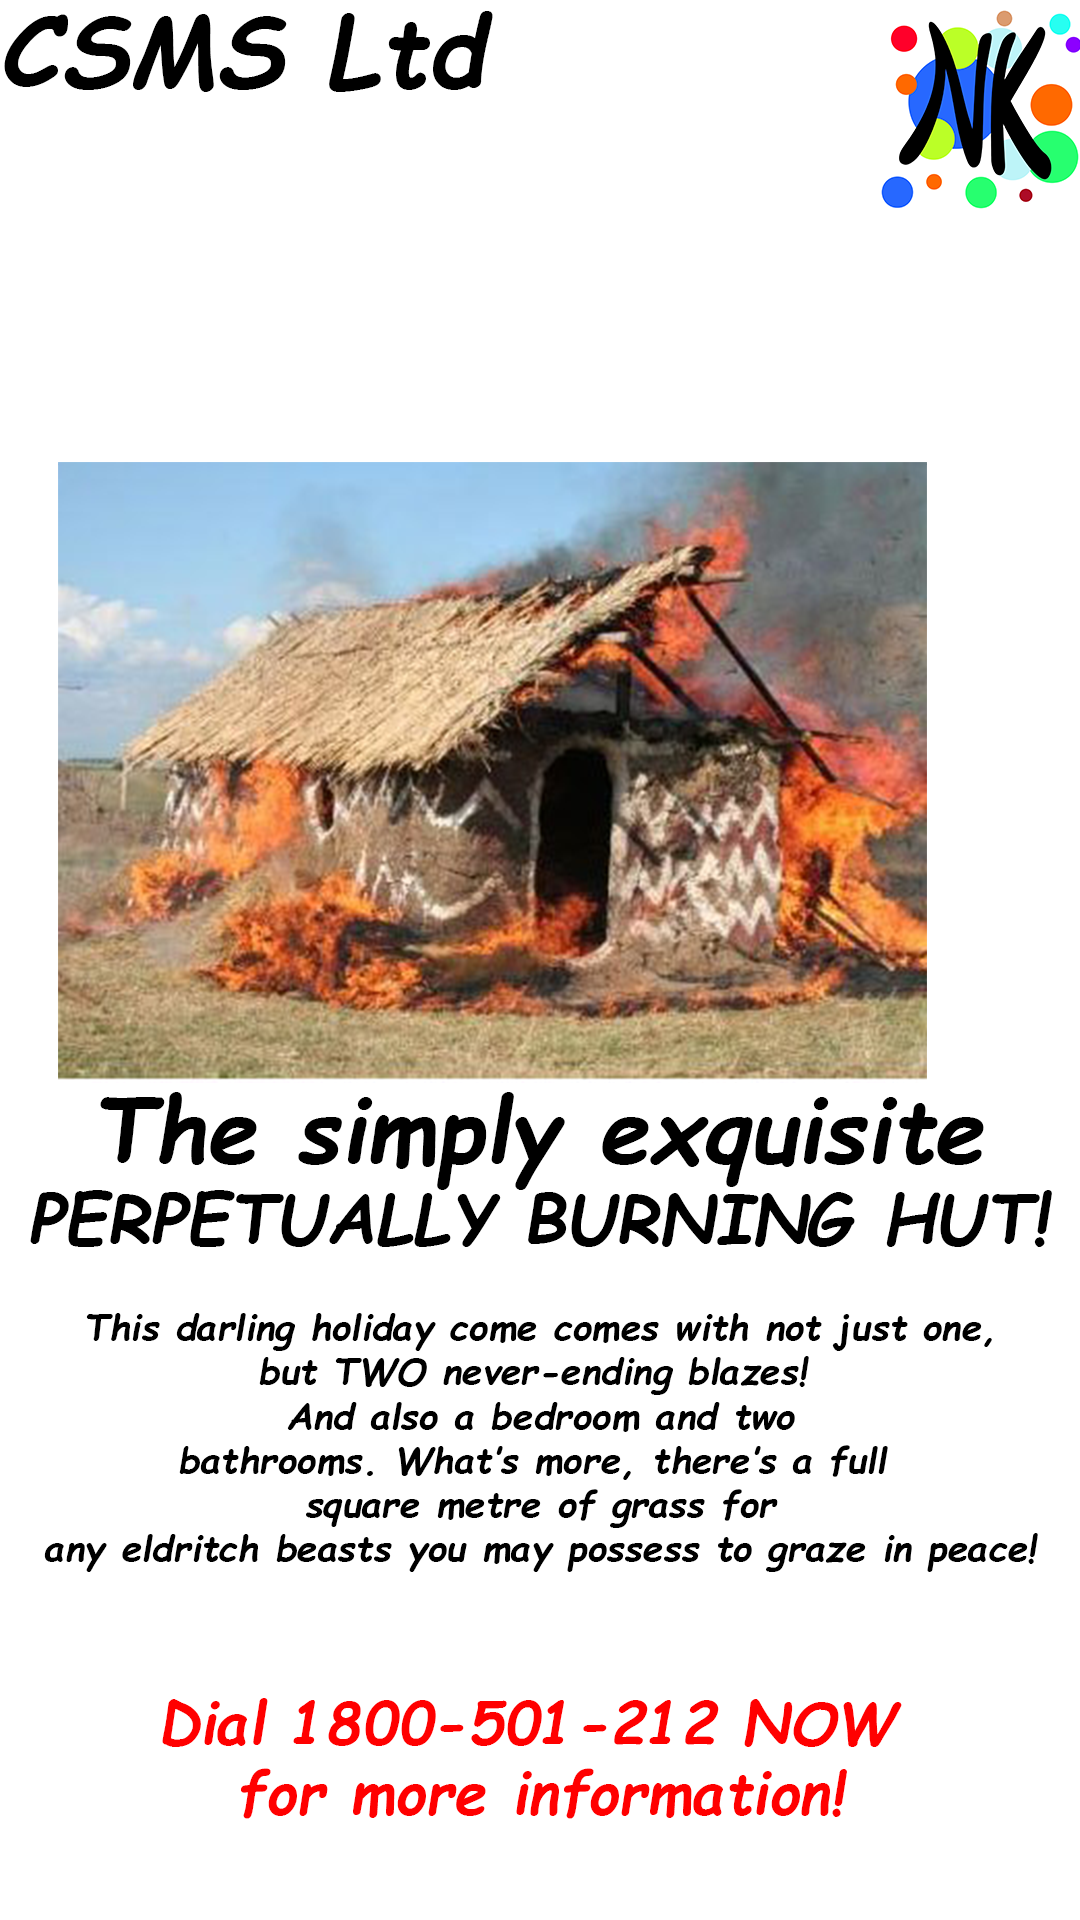 CSMS Ltd
NK
The simply exquisite
PERPETUALLY BURNING HUT!
This darling holiday come comes with not just one,
but TWO never-ending blazes!
And also a bedroom and two
bathrooms. What's more, there's a full
square metre of grass for
any eldritch beasts you may possess to graze in peace!
Dial 1800-501-212 NOW
for more information!